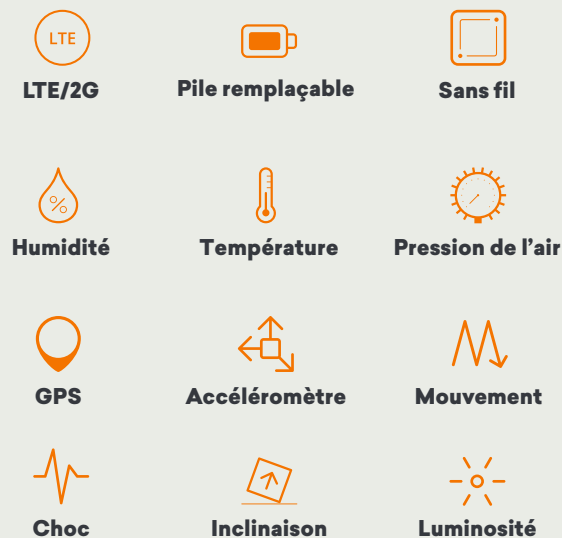 LTE
LTE/2G
Pile remplaçable
Sans fil
%
Humidité
Température
Pression de l’air
GPS
Accéléromètre
Mouvement
Choc
Inclinaison
Luminosité